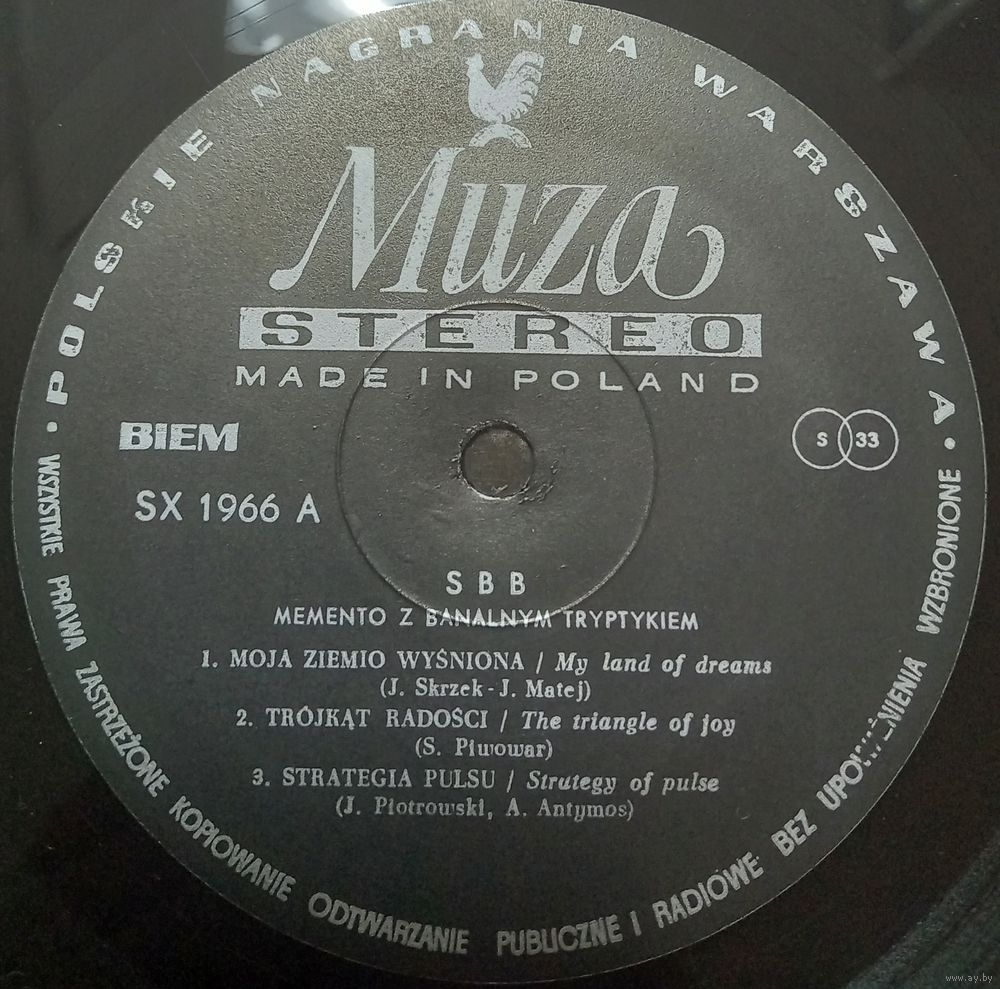 POLSKIE NAGRANIA WARSZAWA
Muza
STEREO
MADE IN POLAND
BIEM
S 33
SX 1966 A
SBB
MEMENTO Z BANALNYM TRYPTYKIEM
1. MOJA ZIEMIO WYŚNIONA / My land of dreams
(J. Skrzek - J. Matej)
2. TRÓJKĄT RADOŚCI / The triangle of joy
(S. Piwowar)
3. STRATEGIA PULSU / Strategy of pulse
(J. Piotrowski, A. Antymos)
WSZYSTKIE PRAWA ZASTRZEŻONE KOPIOWANIE ODTWARZANIE PUBLICZNE I RADIOWE BEZ UPOWAŻNIENIA WZBRONIONE
www.ay.by